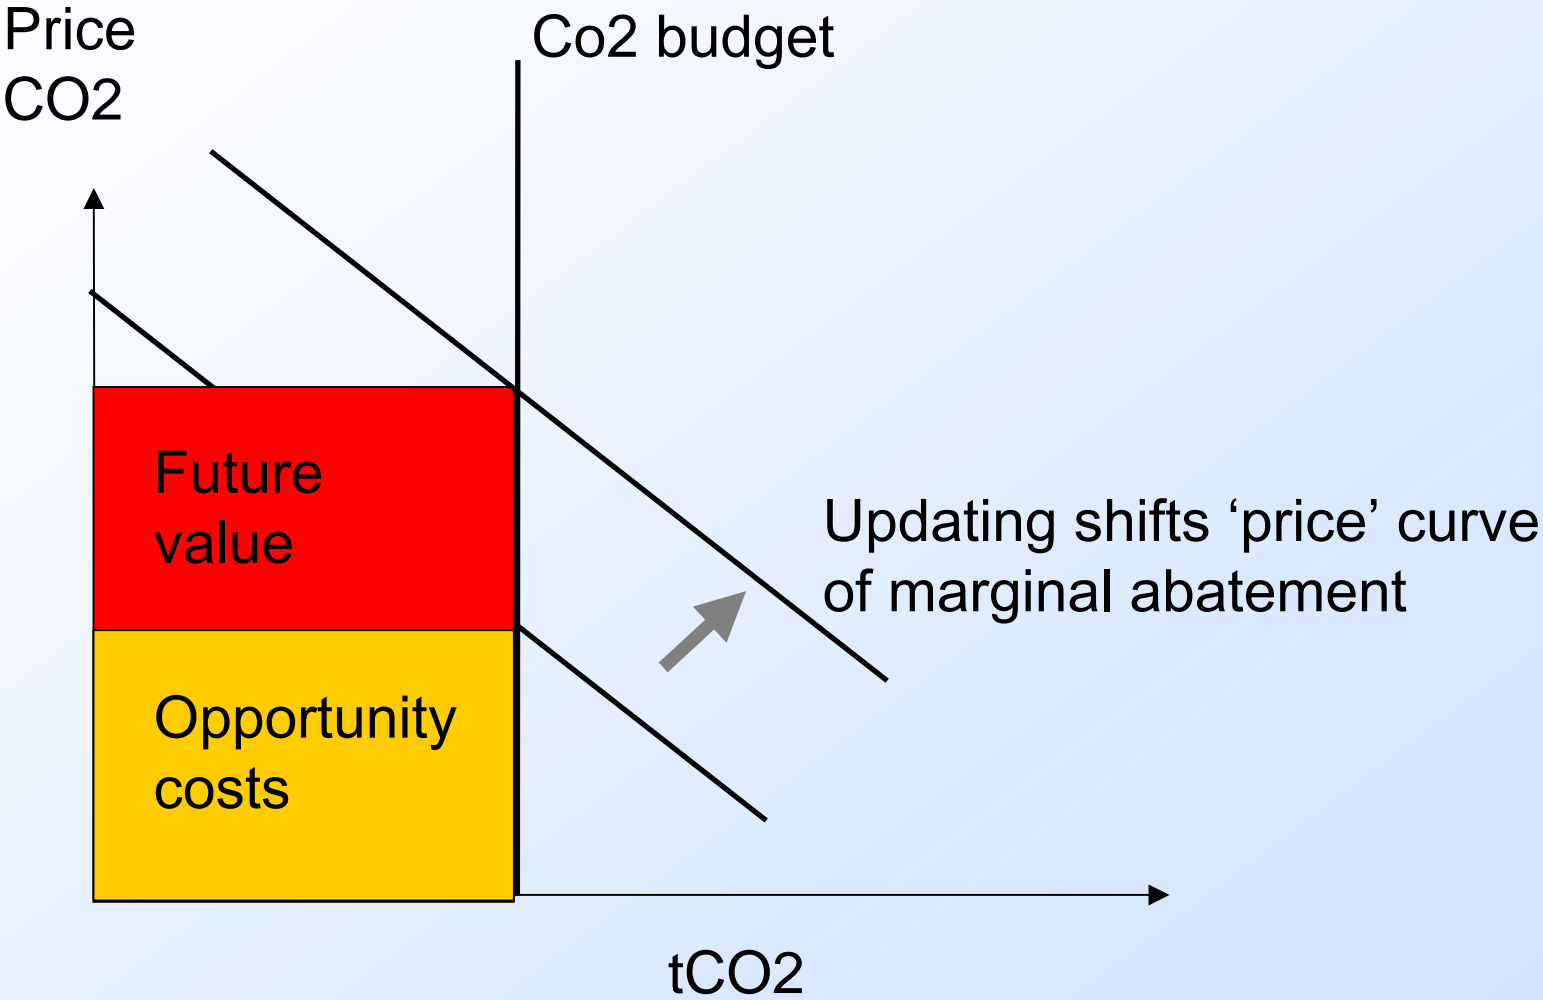 Price
CO2
Co2 budget
Future
value
Updating shifts ‘price’ curve
of marginal abatement
Opportunity
costs
tCO2